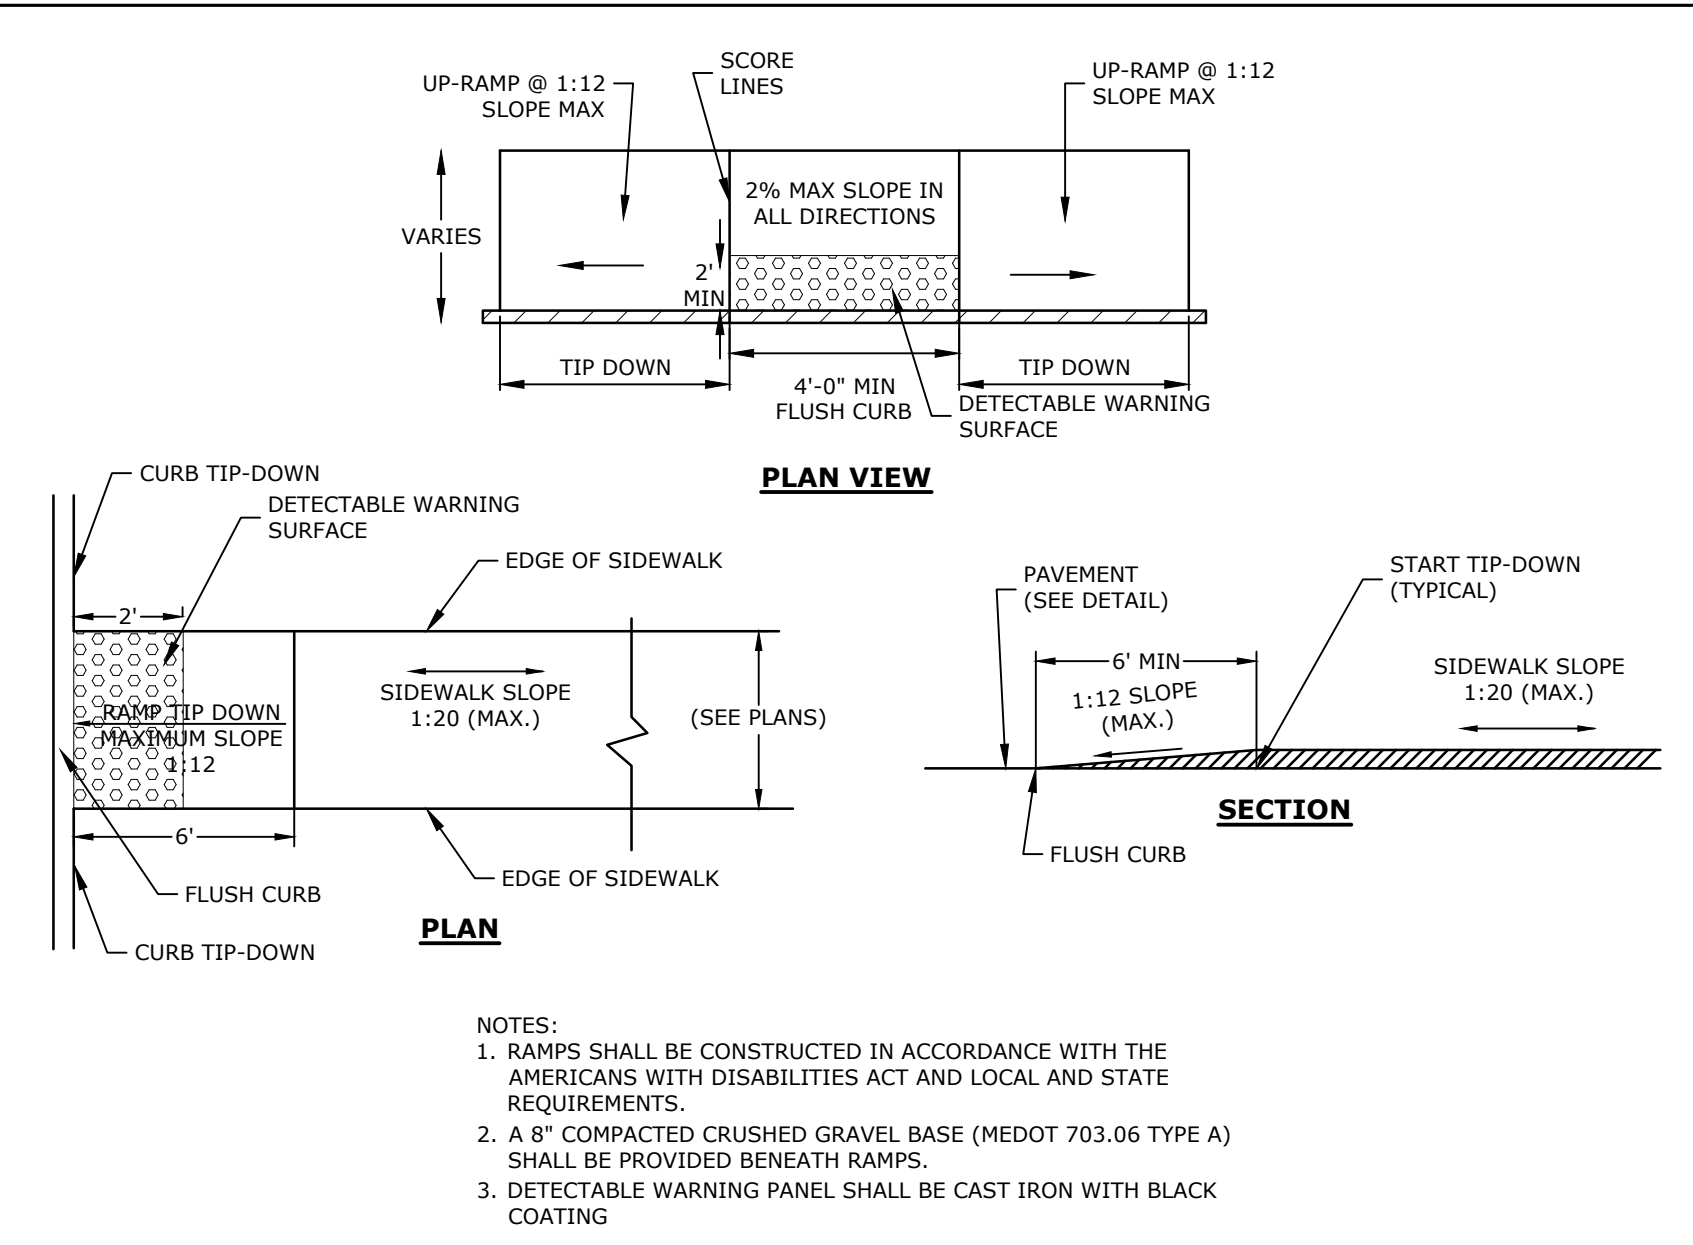 UP-RAMP @ 1:12
SLOPE MAX
SCORE
LINES
UP-RAMP @ 1:12
SLOPE MAX
2% MAX SLOPE IN
ALL DIRECTIONS
VARIES
2'
MIN
TIP DOWN
4'-0" MIN
FLUSH CURB
TIP DOWN
DETECTABLE WARNING
SURFACE
PLAN VIEW
CURB TIP-DOWN
DETECTABLE WARNING
SURFACE
EDGE OF SIDEWALK
2'
SIDEWALK SLOPE
1:20 (MAX.)
(SEE PLANS)
RAMP TIP DOWN
MAXIMUM SLOPE
1:12
6'
FLUSH CURB
EDGE OF SIDEWALK
CURB TIP-DOWN
PLAN
PAVEMENT
(SEE DETAIL)
START TIP-DOWN
(TYPICAL)
6' MIN
1:12 SLOPE
(MAX.)
SIDEWALK SLOPE
1:20 (MAX.)
FLUSH CURB
SECTION
NOTES:
1. RAMPS SHALL BE CONSTRUCTED IN ACCORDANCE WITH THE
AMERICANS WITH DISABILITIES ACT AND LOCAL AND STATE
REQUIREMENTS.
2. A 8" COMPACTED CRUSHED GRAVEL BASE (MEDOT 703.06 TYPE A)
SHALL BE PROVIDED BENEATH RAMPS.
3. DETECTABLE WARNING PANEL SHALL BE CAST IRON WITH BLACK
COATING